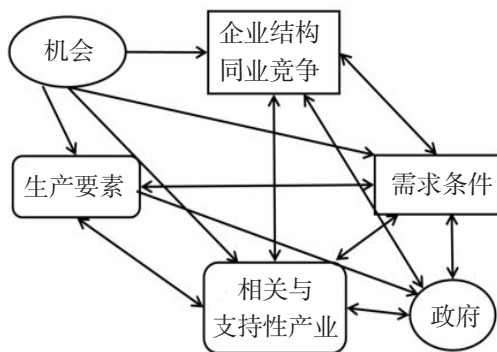 机会
企业结构
同业竞争
生产要素
需求条件
相关与
支持性产业
政府